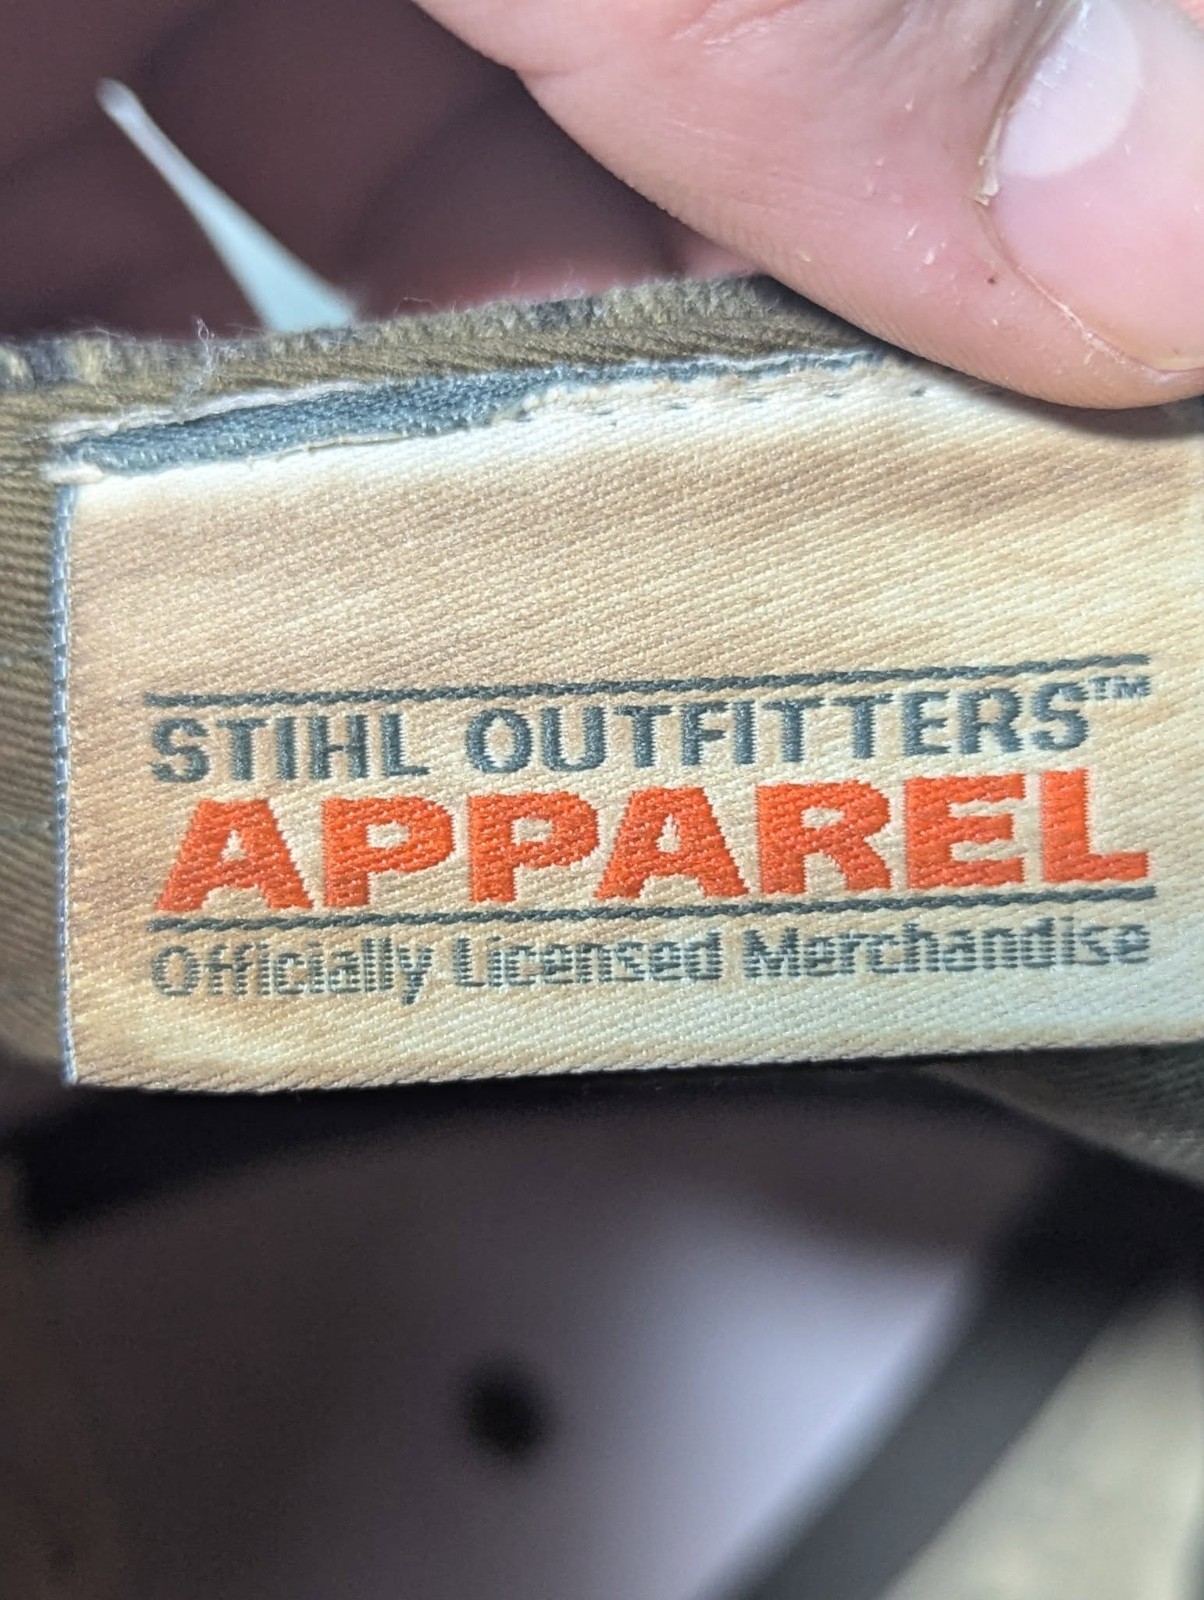 STIHL OUTFITTERS™
APPAREL
Officially Licensed Merchandise